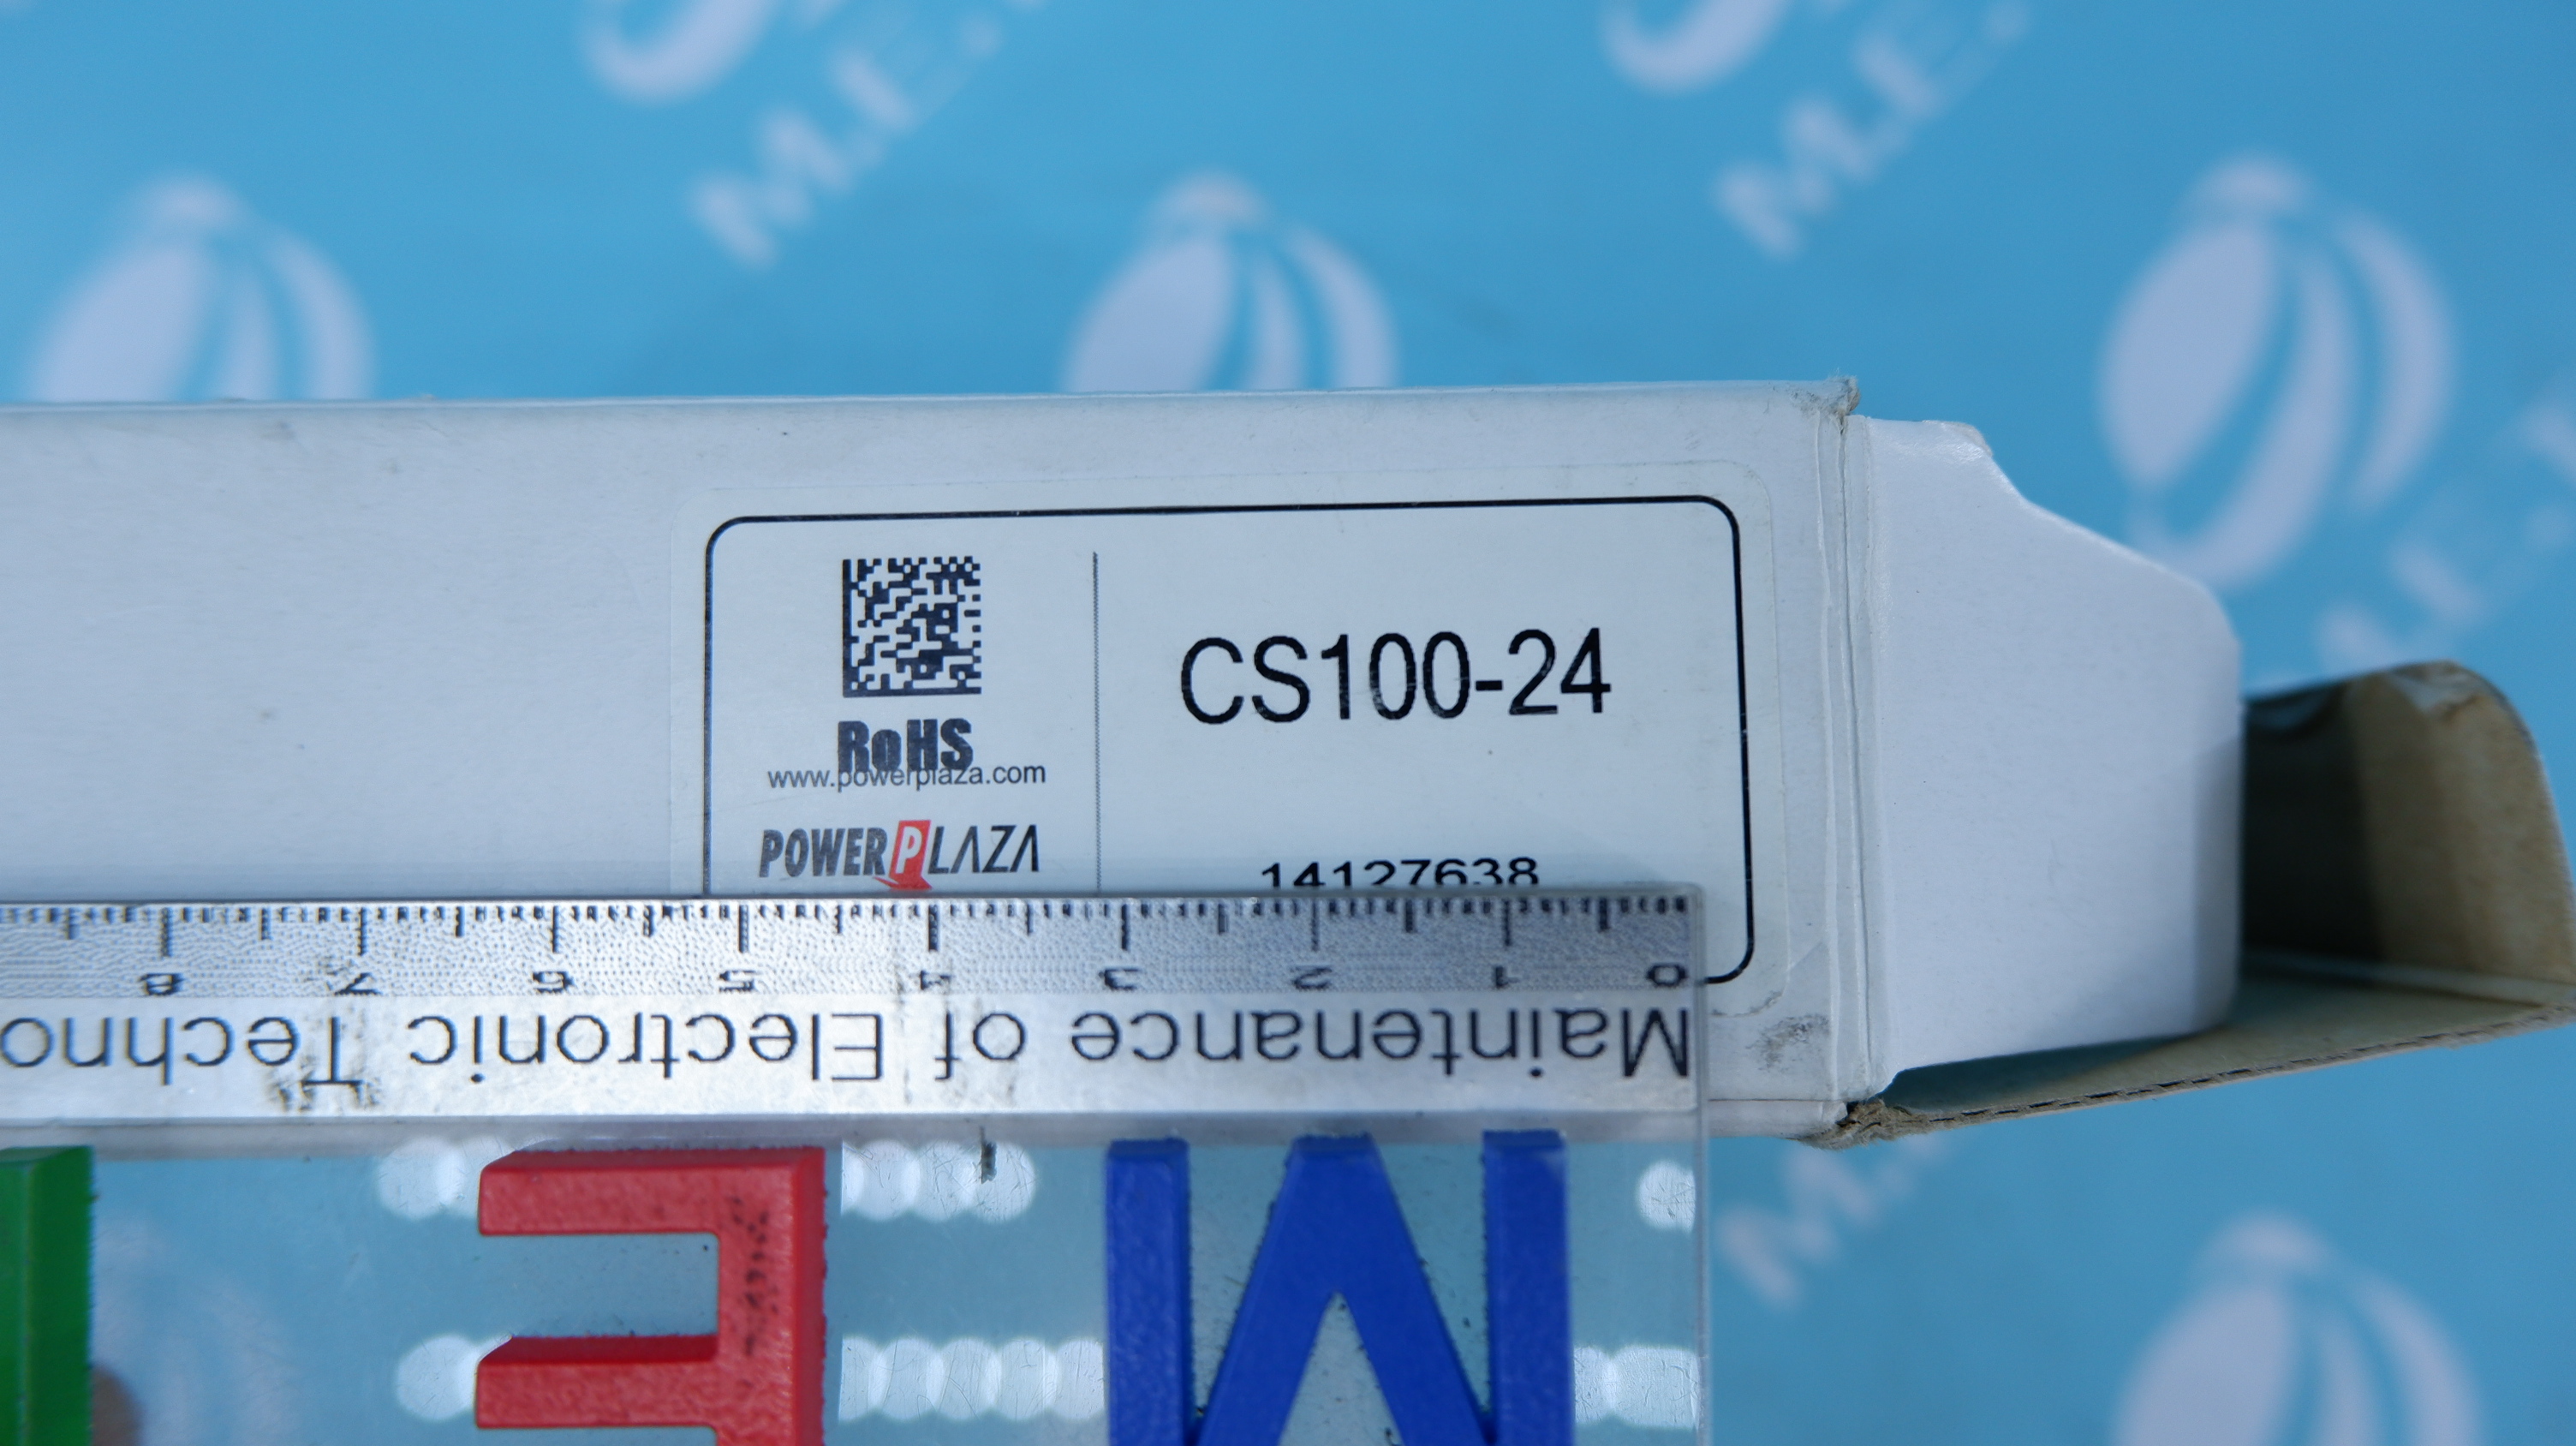 RoHS
www.powerplaza.com
POWERPLAZA
CS100-24
14127638
8 7 6 5 4 3 2 1 0
Maintenance of Electronic Techno
E M
M.E.
M.E.